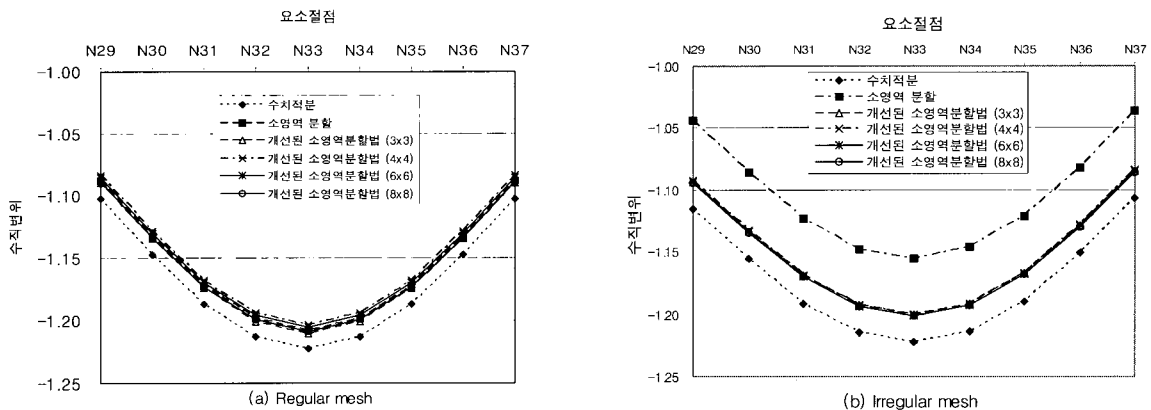 요소절점
N29 N30 N31 N32 N33 N34 N35 N36 N37
-1.00
-1.05
-1.10
-1.15
-1.20
-1.25
수직변위
수치적분
소영역 분할
개선된 소영역분할법 (3x3)
개선된 소영역분할법 (4x4)
개선된 소영역분할법 (6x6)
개선된 소영역분할법 (8x8)
(a) Regular mesh
요소절점
N29 N30 N31 N32 N33 N34 N35 N36 N37
-1.00
-1.05
-1.10
-1.15
-1.20
-1.25
수직변위
수치적분
소영역 분할
개선된 소영역분할법 (3x3)
개선된 소영역분할법 (4x4)
개선된 소영역분할법 (6x6)
개선된 소영역분할법 (8x8)
(b) Irregular mesh